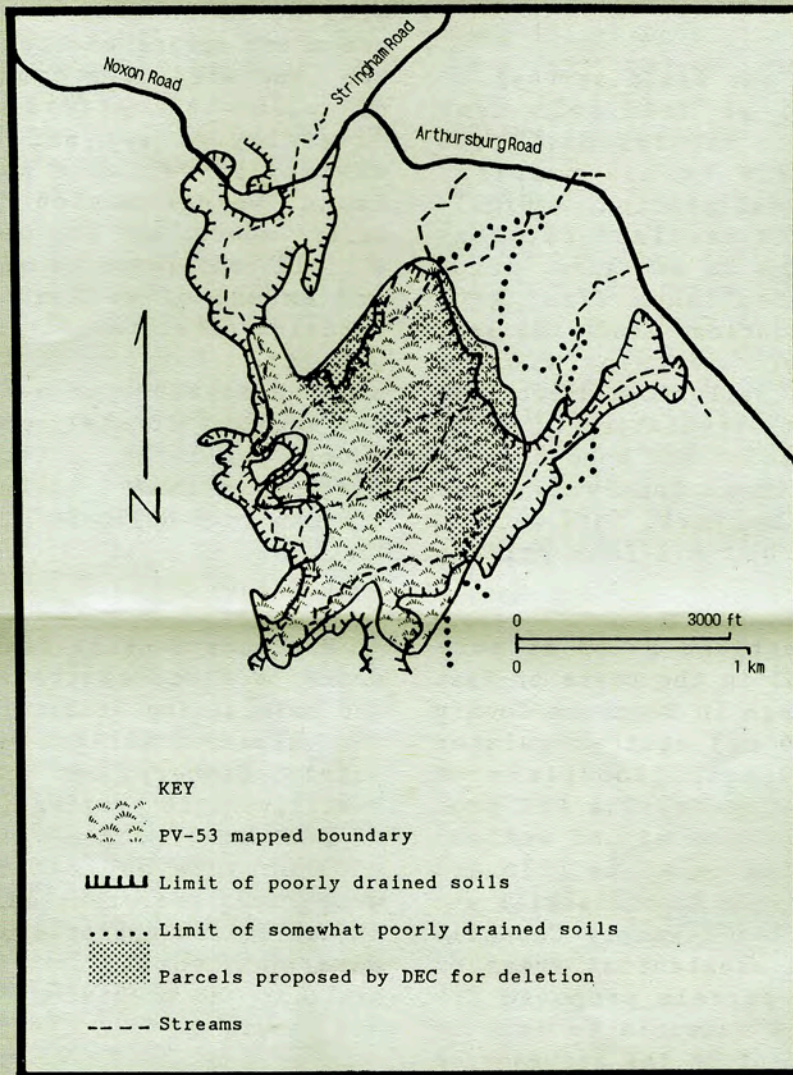 Noxon Road
Stringham Road
Arthursburg Road
N
0 3000 ft
0 1 km
KEY
PV-53 mapped boundary
Limit of poorly drained soils
Limit of somewhat poorly drained soils
Parcels proposed by DEC for deletion
Streams